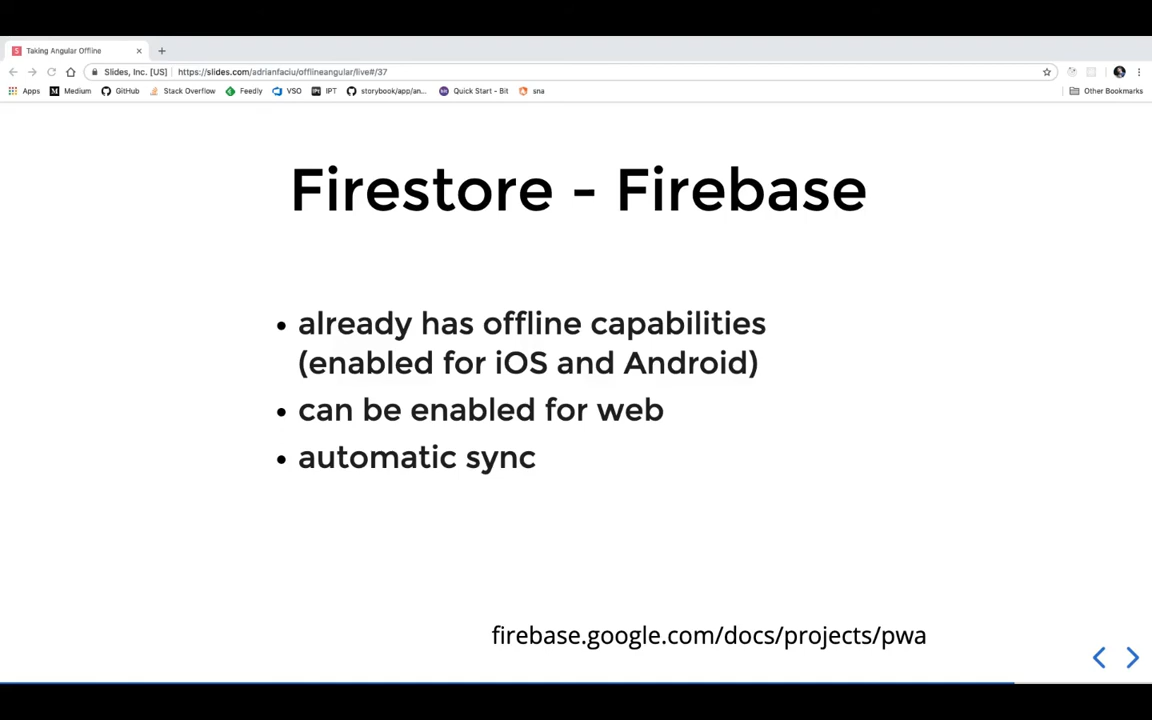 Taking Angular Offline
Slides, Inc. [US] https://slides.com/adrianfaciu/offlineangular/live#/37
Apps Medium GitHub Stack Overflow Feedly VSO IPT storybook/app/an... Quick Start - Bit sna Other Bookmarks
Firestore - Firebase
• already has offline capabilities
(enabled for iOS and Android)
• can be enabled for web
• automatic sync
firebase.google.com/docs/projects/pwa